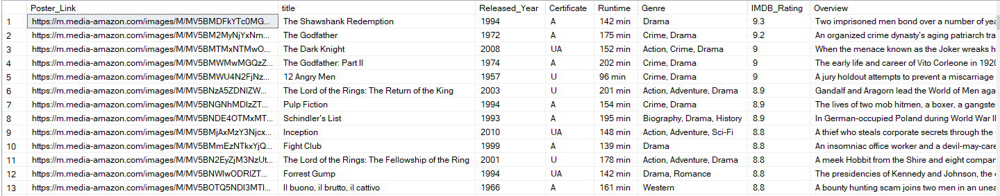 Poster_Link title Released_Year Certificate Runtime Genre IMDB_Rating Overview
1 https://m.media-amazon.com/images/M/MV5BMDFkYTc0MG... The Shawshank Redemption 1994 A 142 min Drama 9.3 Two imprisoned men bond over a number of yea
2 https://m.media-amazon.com/images/M/MV5BM2MyNjYxNm... The Godfather 1972 A 175 min Crime, Drama 9.2 An organized crime dynasty's aging patriarch tra
3 https://m.media-amazon.com/images/M/MV5BMTMxNTMwO... The Dark Knight 2008 UA 152 min Action, Crime, Drama 9 When the menace known as the Joker wreaks h
4 https://m.media-amazon.com/images/M/MV5BMWMwMGQzZ... The Godfather: Part II 1974 A 202 min Crime, Drama 9 The early life and career of Vito Corleone in 1920
5 https://m.media-amazon.com/images/M/MV5BMWU4N2FjNz... 12 Angry Men 1957 U 96 min Crime, Drama 9 A jury holdout attempts to prevent a miscarriage
6 https://m.media-amazon.com/images/M/MV5BNzA5ZDNlZW... The Lord of the Rings: The Return of the King 2003 U 201 min Action, Adventure, Drama 8.9 Gandalf and Aragorn lead the World of Men aga
7 https://m.media-amazon.com/images/M/MV5BNGNhMDIzZT... Pulp Fiction 1994 A 154 min Crime, Drama 8.9 The lives of two mob hitmen, a boxer, a gangste
8 https://m.media-amazon.com/images/M/MV5BNDE4OTMxMT... Schindler's List 1993 A 195 min Biography, Drama, History 8.9 In German-occupied Poland during World War II
9 https://m.media-amazon.com/images/M/MV5BMjAxMzY3Njcx... Inception 2010 UA 148 min Action, Adventure, Sci-Fi 8.8 A thief who steals corporate secrets through the
10 https://m.media-amazon.com/images/M/MV5BMmEzNTkxYjQ... Fight Club 1999 A 139 min Drama 8.8 An insomniac office worker and a devil-may-care
11 https://m.media-amazon.com/images/M/MV5BN2EyZjM3NzUt... The Lord of the Rings: The Fellowship of the Ring 2001 U 178 min Action, Adventure, Drama 8.8 A meek Hobbit from the Shire and eight compan
12 https://m.media-amazon.com/images/M/MV5BNWIwODRlZT... Forrest Gump 1994 UA 142 min Drama, Romance 8.8 The presidencies of Kennedy and Johnson, the e
13 https://m.media-amazon.com/images/M/MV5BOTQ5NDI3MTI... Il buono, il brutto, il cattivo 1966 A 161 min Western 8.8 A bounty hunting scam joins two men in an unea